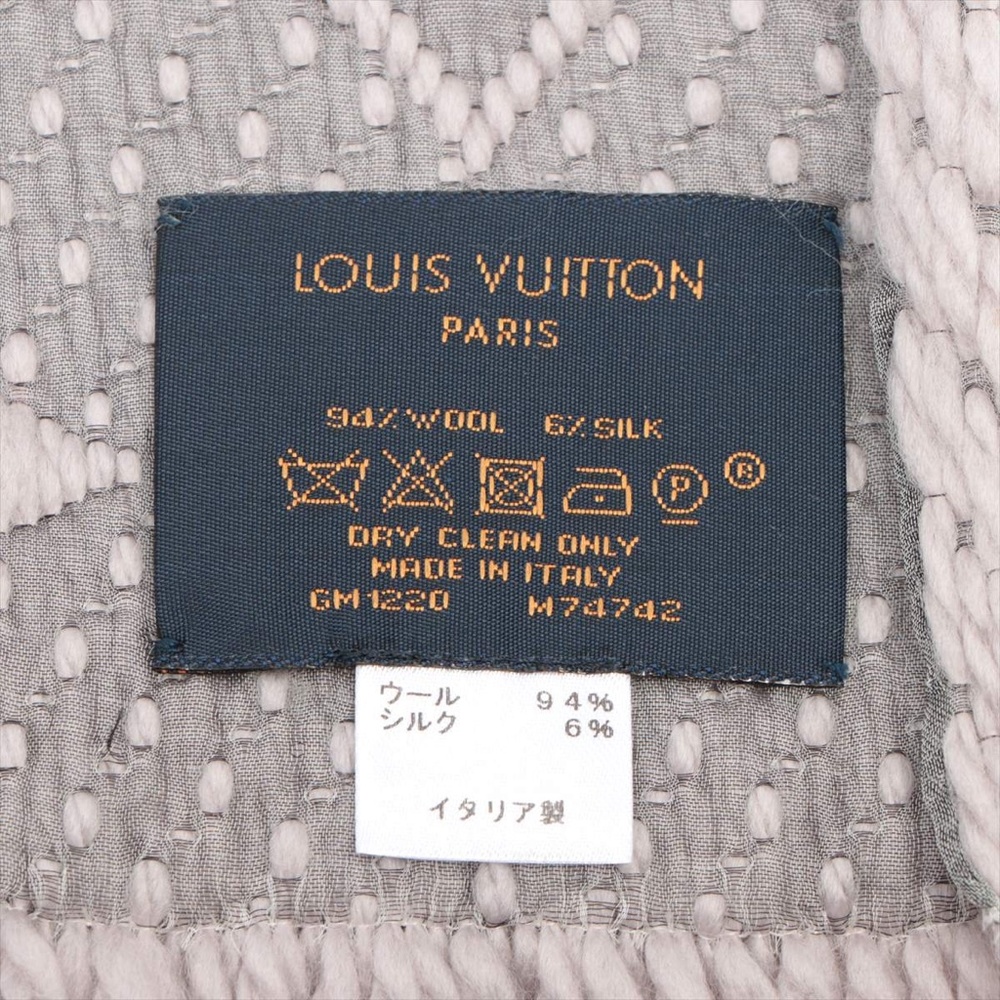 LOUIS VUITTON
PARIS
94% WOOL 6% SILK
P ®
DRY CLEAN ONLY
MADE IN ITALY
GM1220 M74742
ウール 94%
シルク 6%
イタリア製